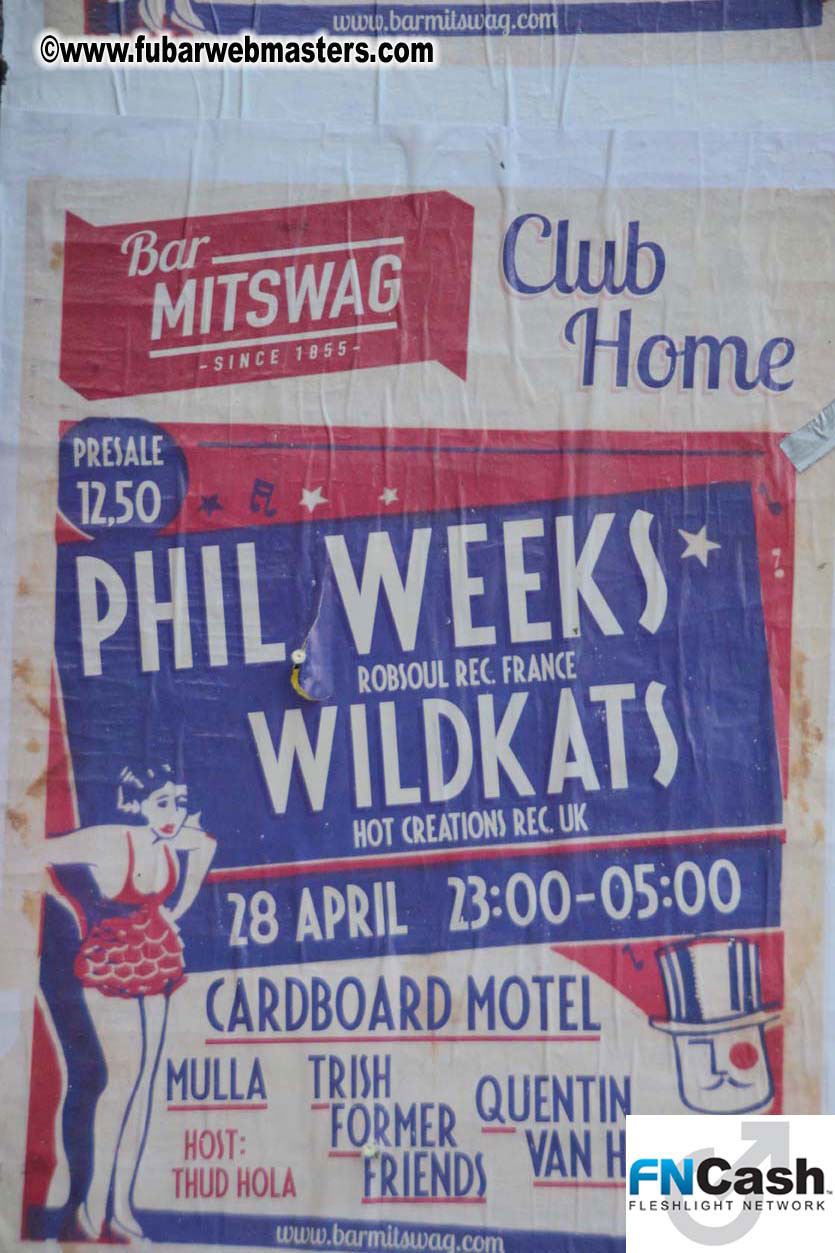 www.barmitswag.com
©www.fubarwebmasters.com
Bar
MITSWAG
-SINCE 1855-
Club
Home
PRESALE
12,50
PHIL WEEKS
ROBSOUL REC. FRANCE
WILDKATS
HOT CREATIONS REC. UK
28 APRIL 23:00-05:00
CARDBOARD MOTEL
MULLA
HOST:
THUD HOLA
TRISH
FORMER
FRIENDS
QUENTIN
VAN H
www.barmitswag.com
FNCash
FLESHLIGHT NETWORK